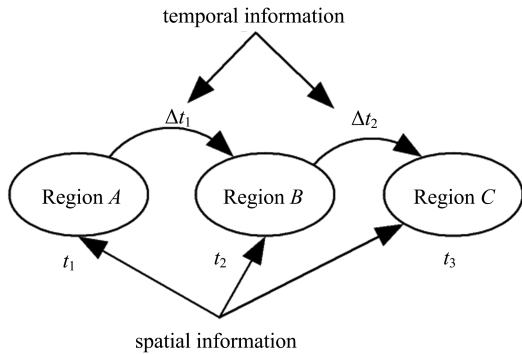 temporal information
Δt₁ Δt₂
Region A Region B Region C
t₁ t₂ t₃
spatial information